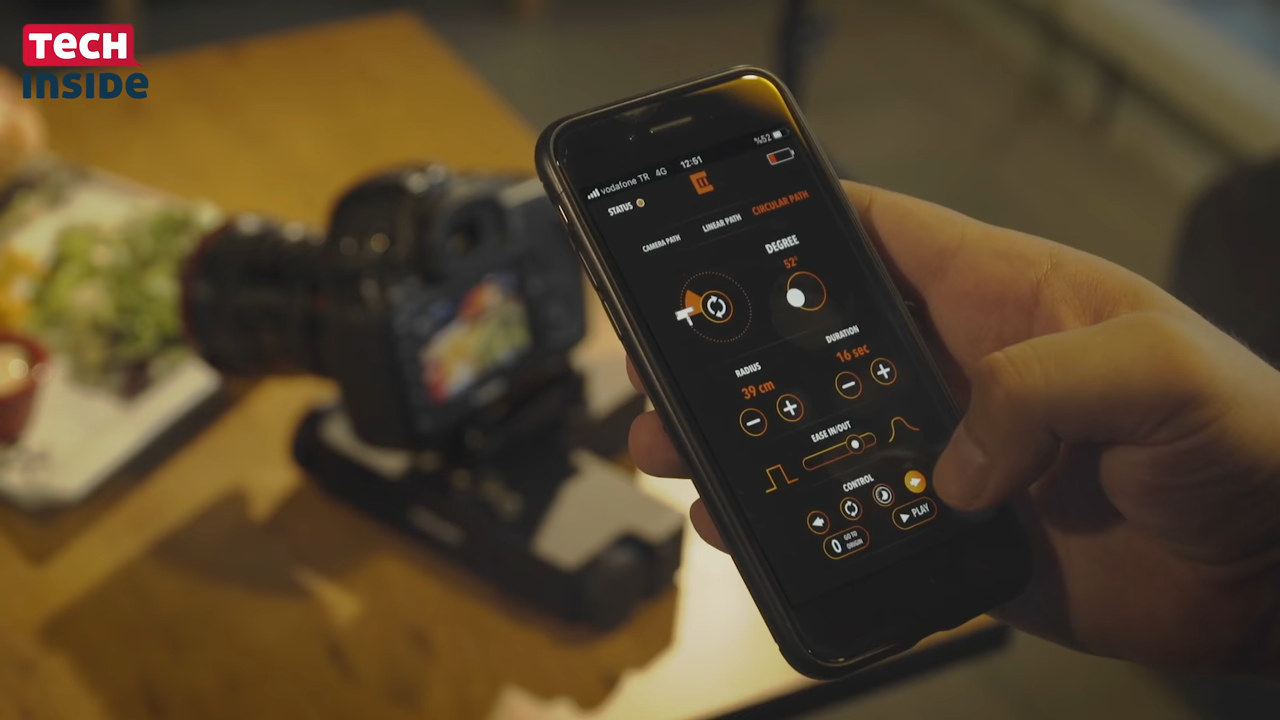 TECH
INSIDE
vodafone TR 4G 12:51 %52
STATUS
CAMERA PATH LINEAR PATH CIRCULAR PATH
DEGREE
52°
RADIUS
39 cm
DURATION
16 sec
EASE IN/OUT
CONTROL
0 GO TO
ORIGIN
PLAY